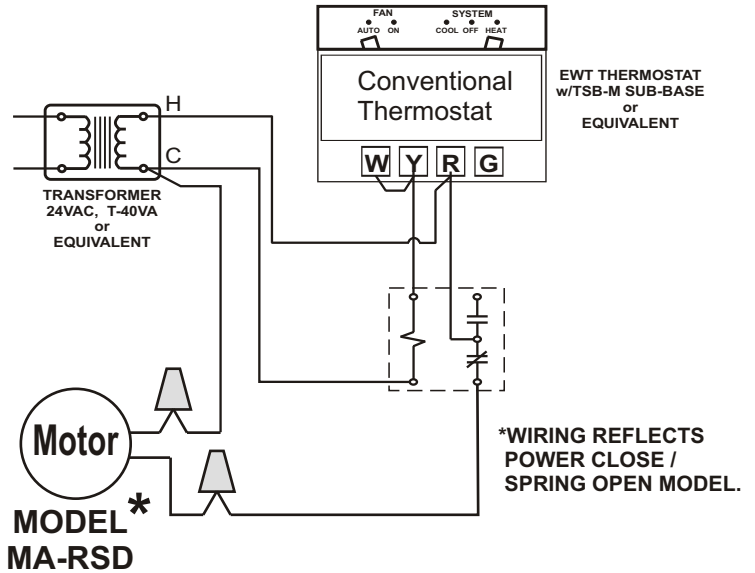 FAN SYSTEM
AUTO ON COOL OFF HEAT
Conventional
Thermostat
W Y R G
EWT THERMOSTAT
w/TSB-M SUB-BASE
or
EQUIVALENT
H
C
TRANSFORMER
24VAC, T-40VA
or
EQUIVALENT
Motor
MODEL*
MA-RSD
*WIRING REFLECTS
POWER CLOSE /
SPRING OPEN MODEL.